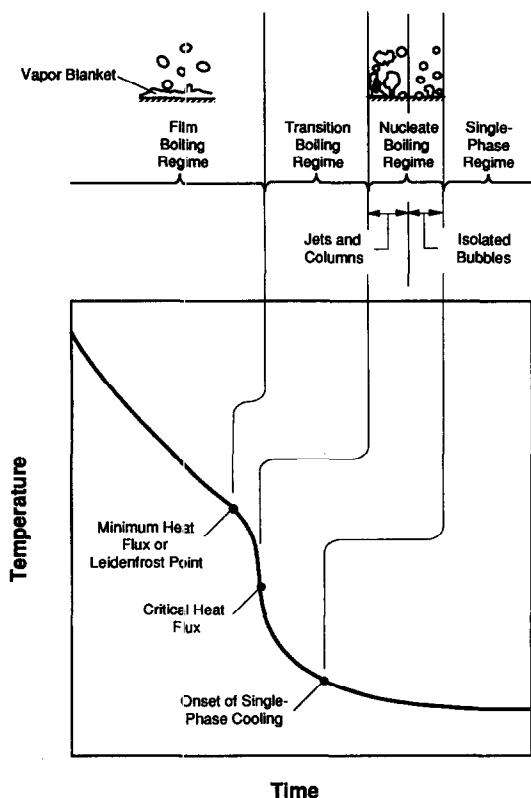 Vapor Blanket
Film
Boiling
Regime
Transition
Boiling
Regime
Nucleate
Boiling
Regime
Single-
Phase
Regime
Jets and
Columns
Isolated
Bubbles
Temperature
Minimum Heat
Flux or
Leidenfrost Point
Critical Heat
Flux
Onset of Single-
Phase Cooling
Time